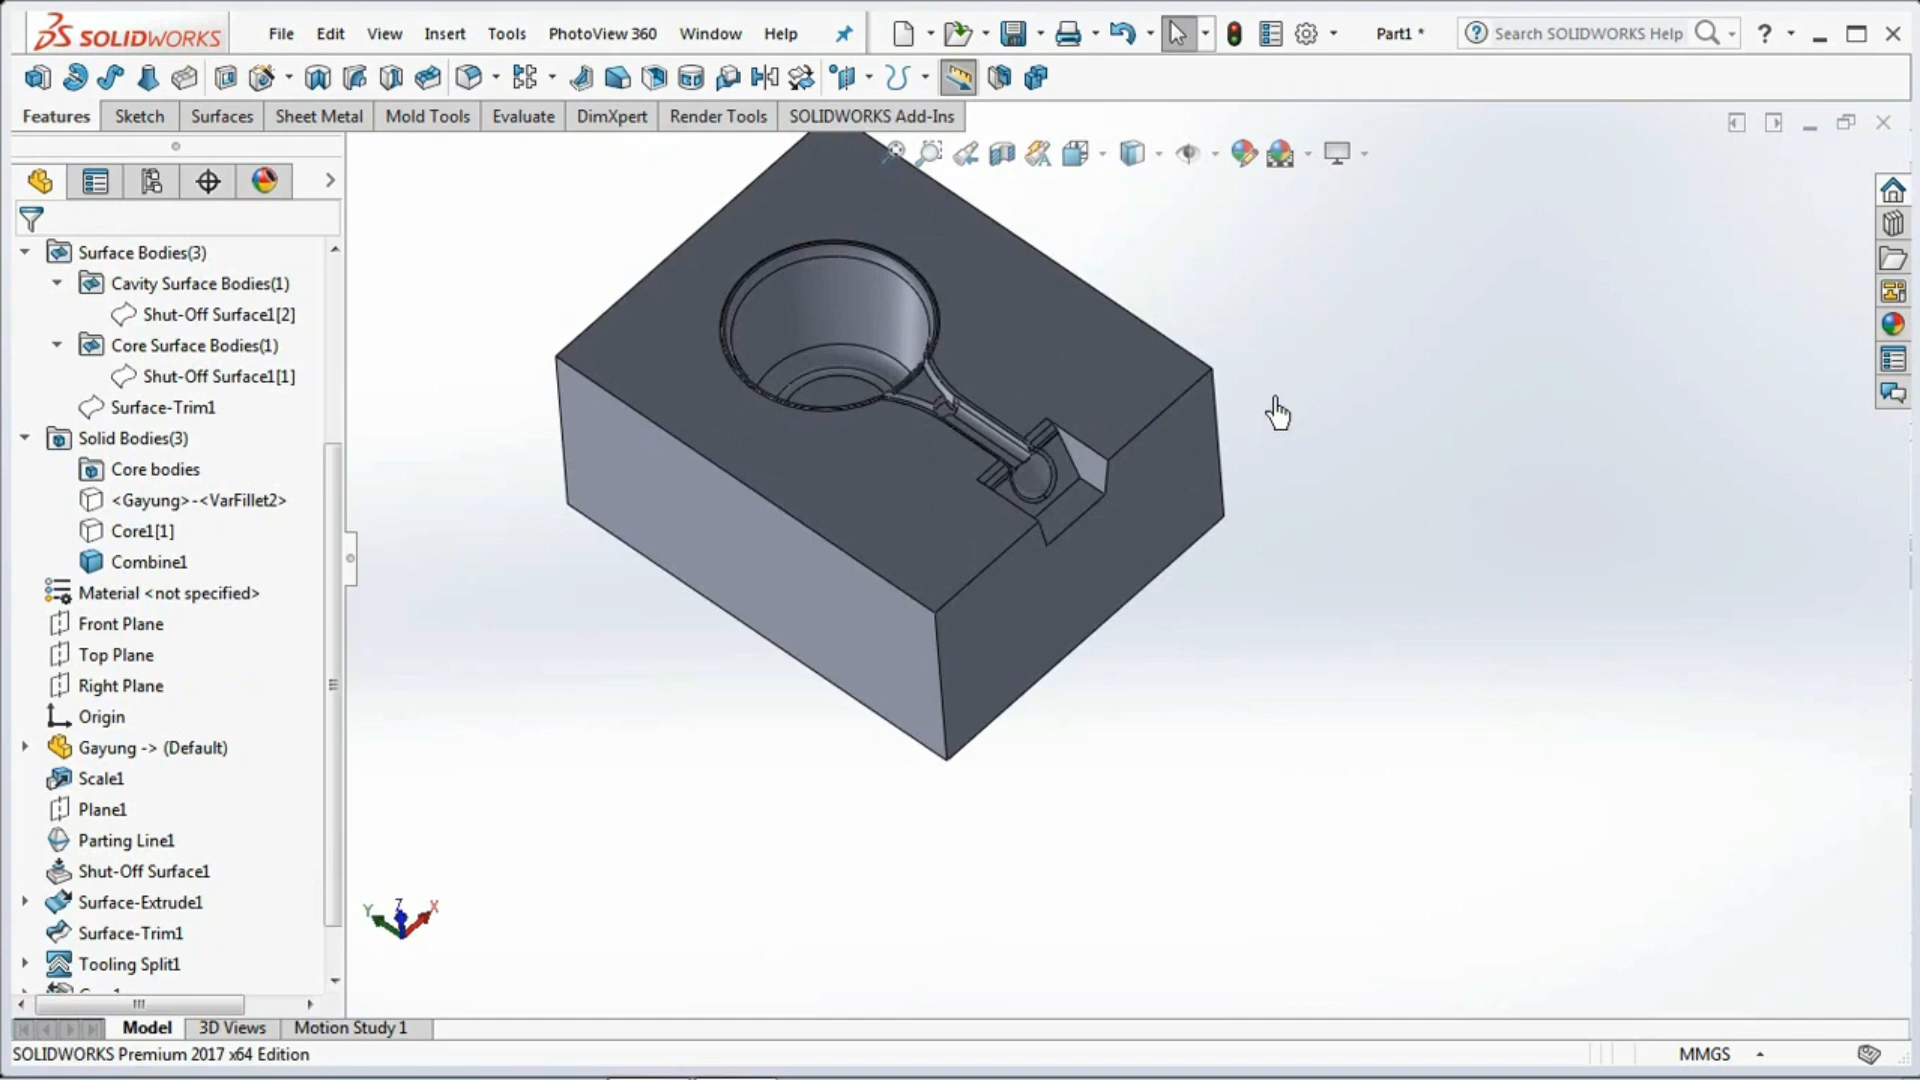 SOLIDWORKS File Edit View Insert Tools PhotoView 360 Window Help Part1 * Search SOLIDWORKS Help ?
Features Sketch Surfaces Sheet Metal Mold Tools Evaluate DimXpert Render Tools SOLIDWORKS Add-Ins
Surface Bodies(3)
Cavity Surface Bodies(1)
Shut-Off Surface1[2]
Core Surface Bodies(1)
Shut-Off Surface1[1]
Surface-Trim1
Solid Bodies(3)
Core bodies
<Gayung>-<VarFillet2>
Core1[1]
Combine1
Material <not specified>
Front Plane
Top Plane
Right Plane
Origin
Gayung -> (Default)
Scale1
Plane1
Parting Line1
Shut-Off Surface1
Surface-Extrude1
Surface-Trim1
Tooling Split1
Y Z X
Model 3D Views Motion Study 1
SOLIDWORKS Premium 2017 x64 Edition MMGS